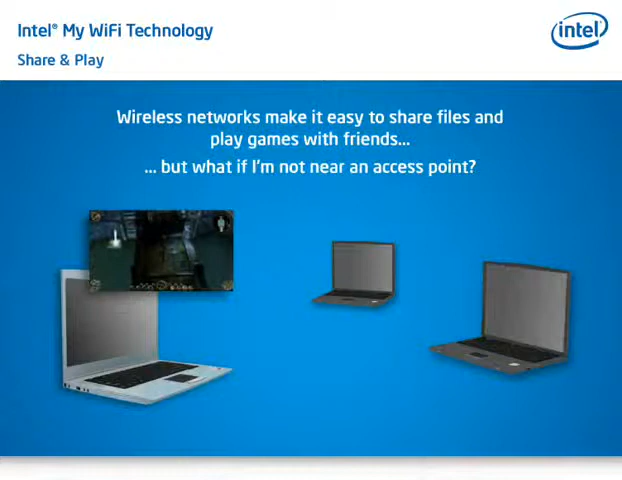 Intel® My WiFi Technology
Share & Play
intel®
Wireless networks make it easy to share files and
play games with friends...
... but what if I'm not near an access point?